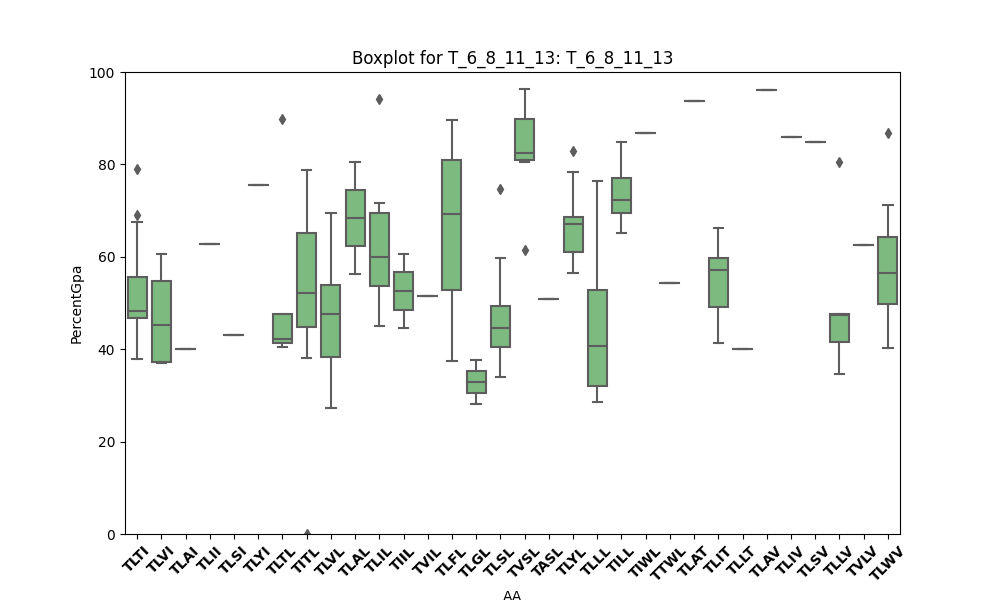 Boxplot for T_6_8_11_13: T_6_8_11_13
100
80
60
40
20
0
PercentGpa
TLTI TLVI TLAI TLII TLSI TLYI TLTL TITL TLVL TLAL TLIL TIIL TVIL TLFL TLGL TLSL TVSL TASL TLYL TLLL TILL TIWL TTWL TLAT TLIT TLLT TLAV TLIV TLSV TLLV TVLV TLWV
AA